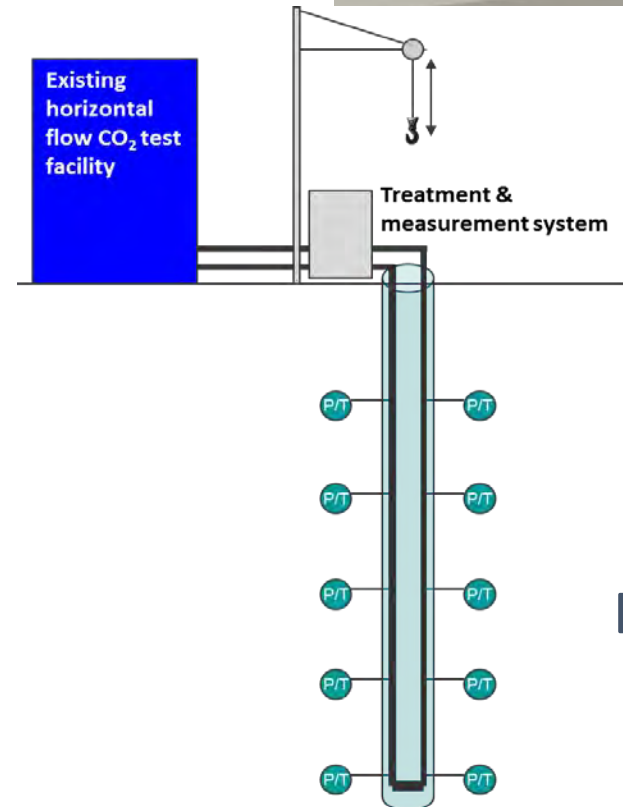 Existing
horizontal
flow CO₂ test
facility
Treatment &
measurement system
P/T P/T
P/T P/T
P/T P/T
P/T P/T
P/T P/T